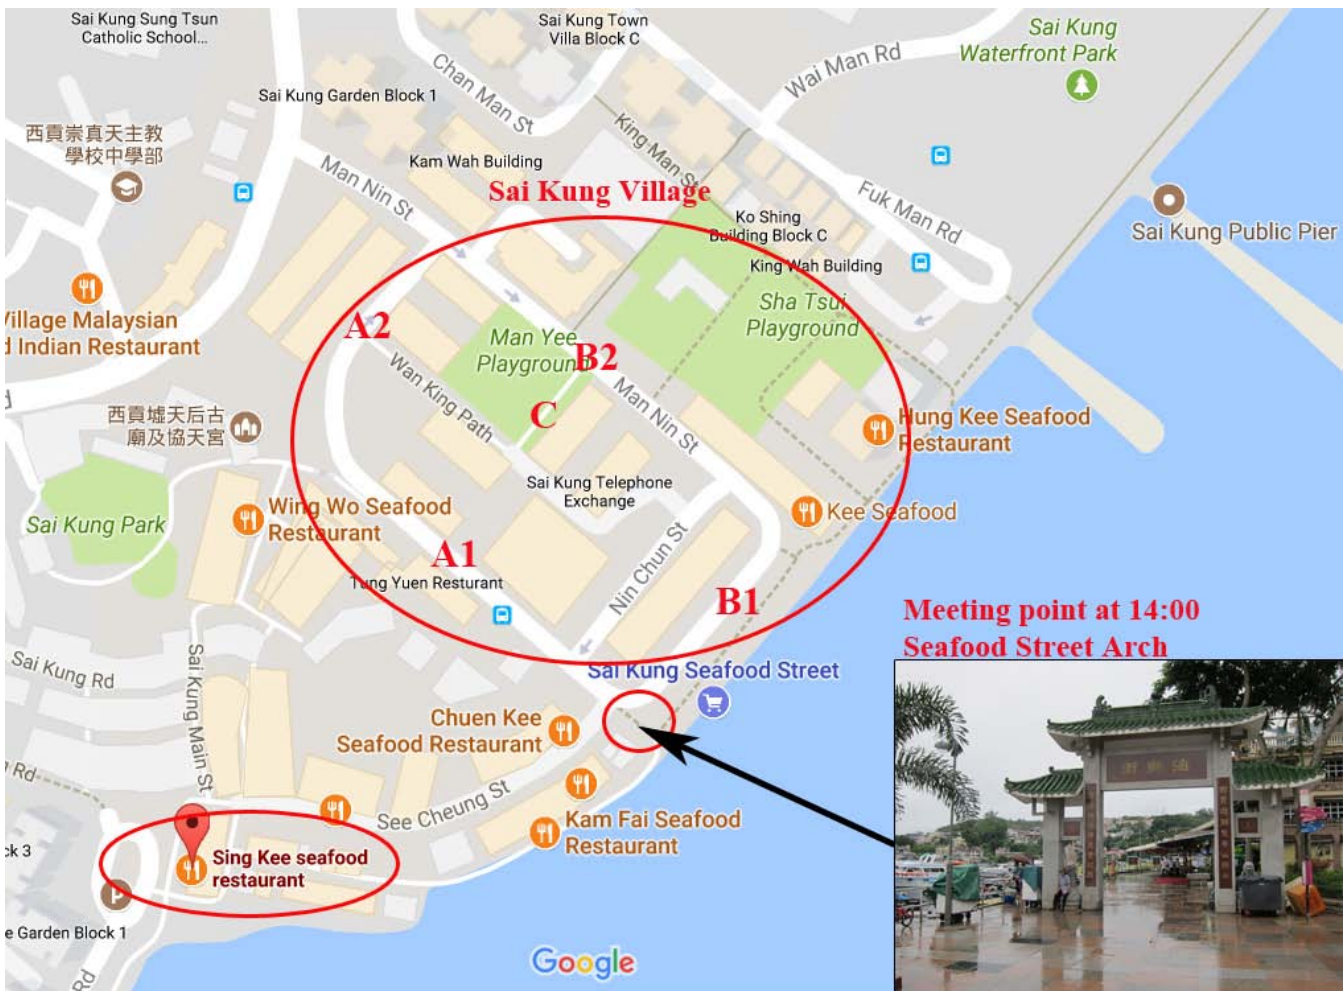 Sai Kung Sung Tsun
Catholic School...
Sai Kung Town
Villa Block C
Sai Kung
Waterfront Park
Wai Man Rd
Chan Man St
Sai Kung Garden Block 1
西貢崇真天主教
學校中學部
Kam Wah Building
King Man St
Man Nin St
Sai Kung Village
Fuk Man Rd
Ko Shing
Building Block C
Sai Kung Public Pier
King Wah Building
Village Malaysian
d Indian Restaurant
Sha Tsui
Playground
A2
Man Yee
Playground
B2
Wan King Path
Man Nin St
西貢墟天后古
廟及協天宮
C
Hung Kee Seafood
Restaurant
Sai Kung Telephone
Exchange
Wing Wo Seafood
Restaurant
Kee Seafood
Sai Kung Park
A1
Tung Yuen Resturant
Nin Chun St
B1
Meeting point at 14:00
Seafood Street Arch
Sai Kung Rd
Sai Kung Main St
Sai Kung Seafood Street
Chuen Kee
Seafood Restaurant
See Cheung St
Kam Fai Seafood
Restaurant
ng Rd
ck 3
Sing Kee seafood
restaurant
P
e Garden Block 1
Rd
Google